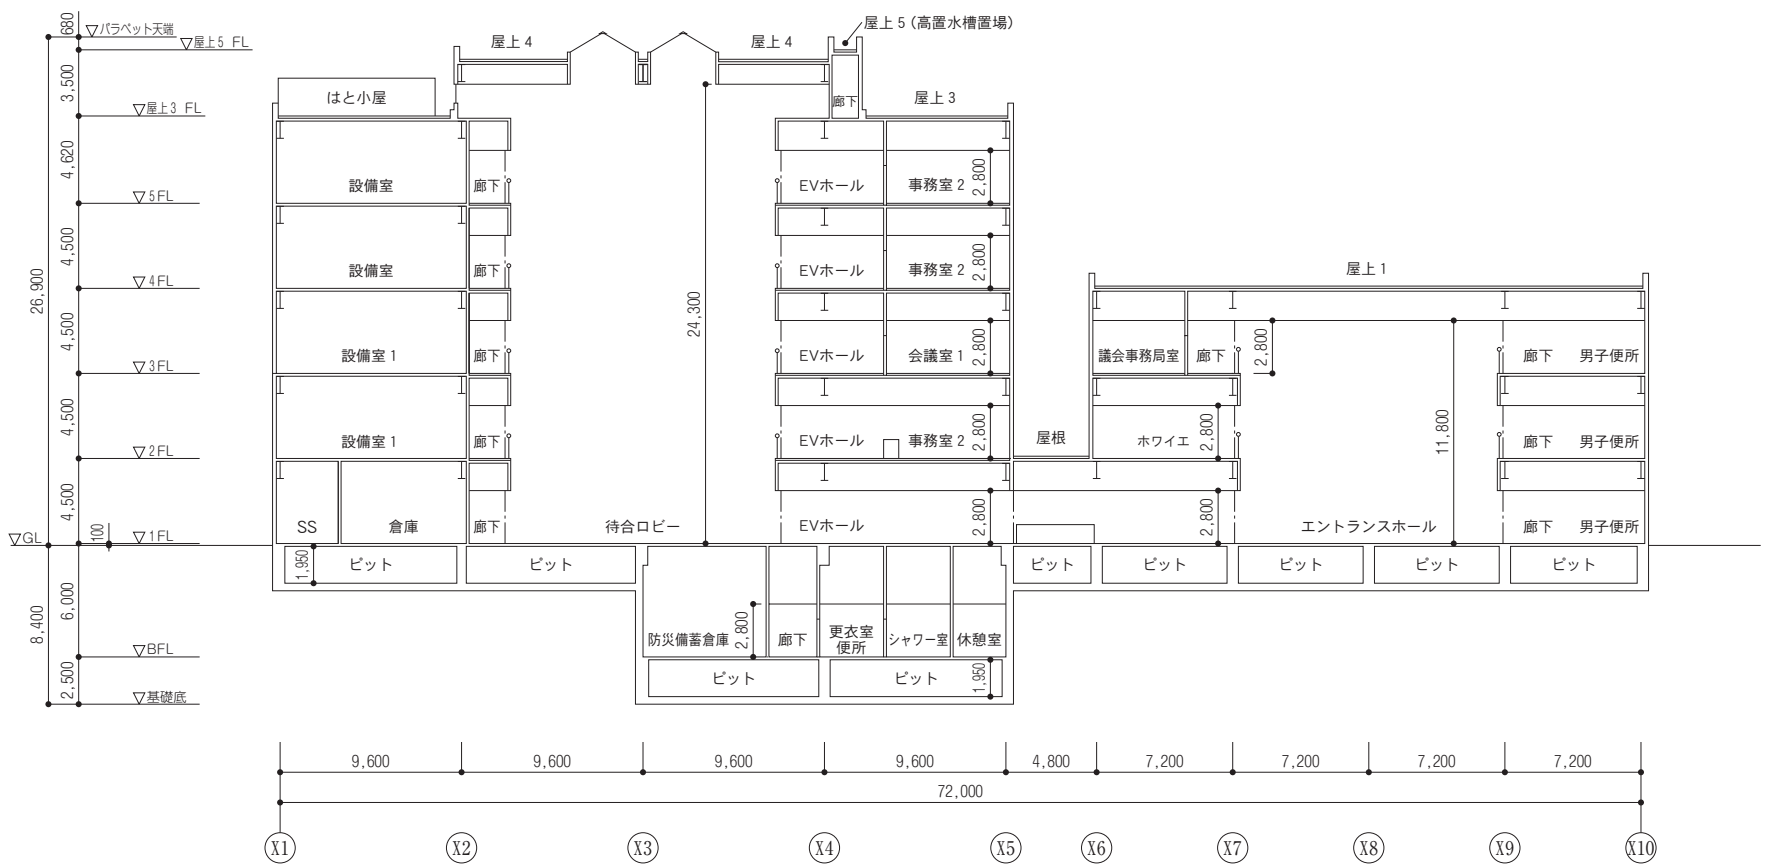 屋上5 (高置水槽置場)
▽パラペット天端
▽屋上5 FL
屋上4
屋上4
680
3,500
はと小屋
廊下
屋上3
▽屋上3 FL
4,620
設備室
廊下
EVホール
事務室2
2,800
▽5FL
4,500
設備室
廊下
EVホール
事務室2
2,800
屋上1
▽4FL
26,900
24,300
4,500
設備室1
廊下
EVホール
会議室1
2,800
議会事務局室
廊下
2,800
廊下
男子便所
▽3FL
4,500
設備室1
廊下
EVホール
事務室2
2,800
屋根
ホワイエ
2,800
11,800
廊下
男子便所
▽2FL
4,500
100
SS
倉庫
廊下
待合ロビー
EVホール
2,800
2,800
エントランスホール
廊下
男子便所
▽GL
▽1FL
1,950
ピット
ピット
ピット
ピット
ピット
ピット
ピット
8,400
6,000
防災備蓄倉庫
2,800
廊下
更衣室
便所
シャワー室
休憩室
▽BFL
2,500
ピット
ピット
1,950
▽基礎底
9,600
9,600
9,600
9,600
4,800
7,200
7,200
7,200
7,200
72,000
X1
X2
X3
X4
X5
X6
X7
X8
X9
X10